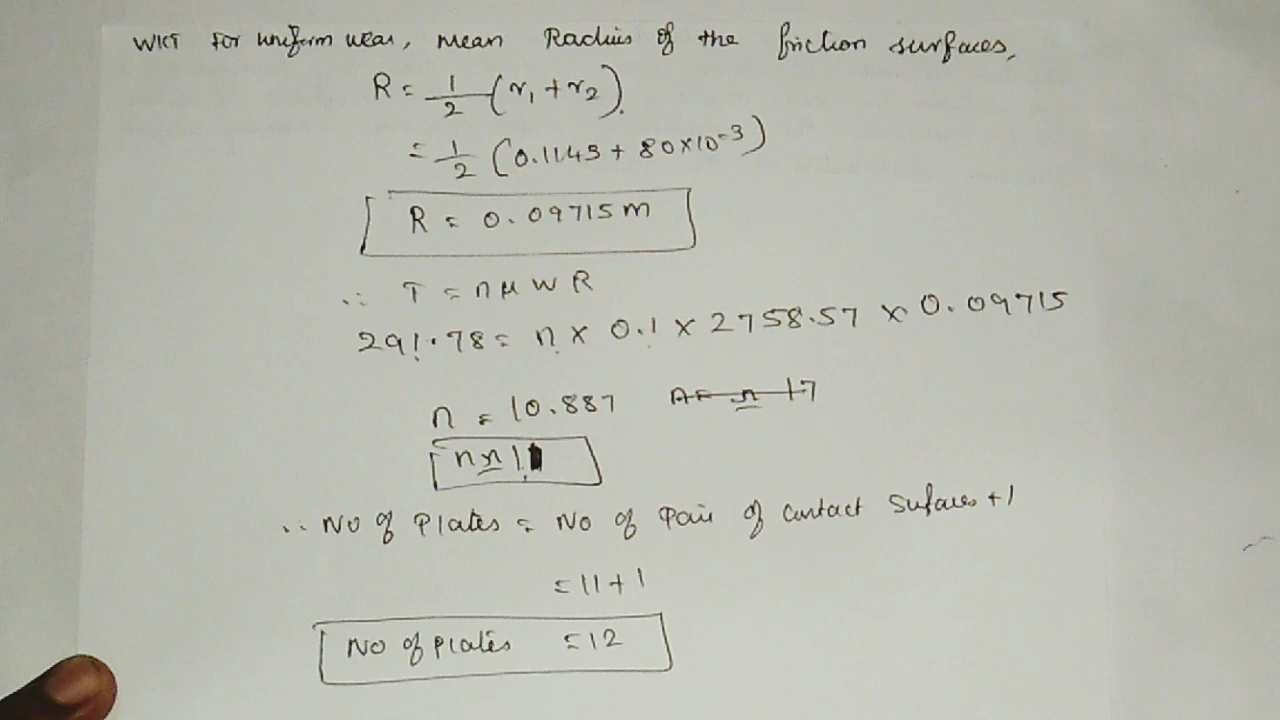 WKT for uniform wear, mean Radius of the friction surfaces,
R = 1/2 (r1 + r2).
= 1/2 (0.1143 + 80×10-3)
R = 0.09715 m
∴ T = n μ W R
291.78 = n × 0.1 × 2758.57 × 0.09715
n = 10.887
n ≈ 11
∴ No of Plates = No of Pair of contact Sufaces + 1
= 11 + 1
No of plates = 12